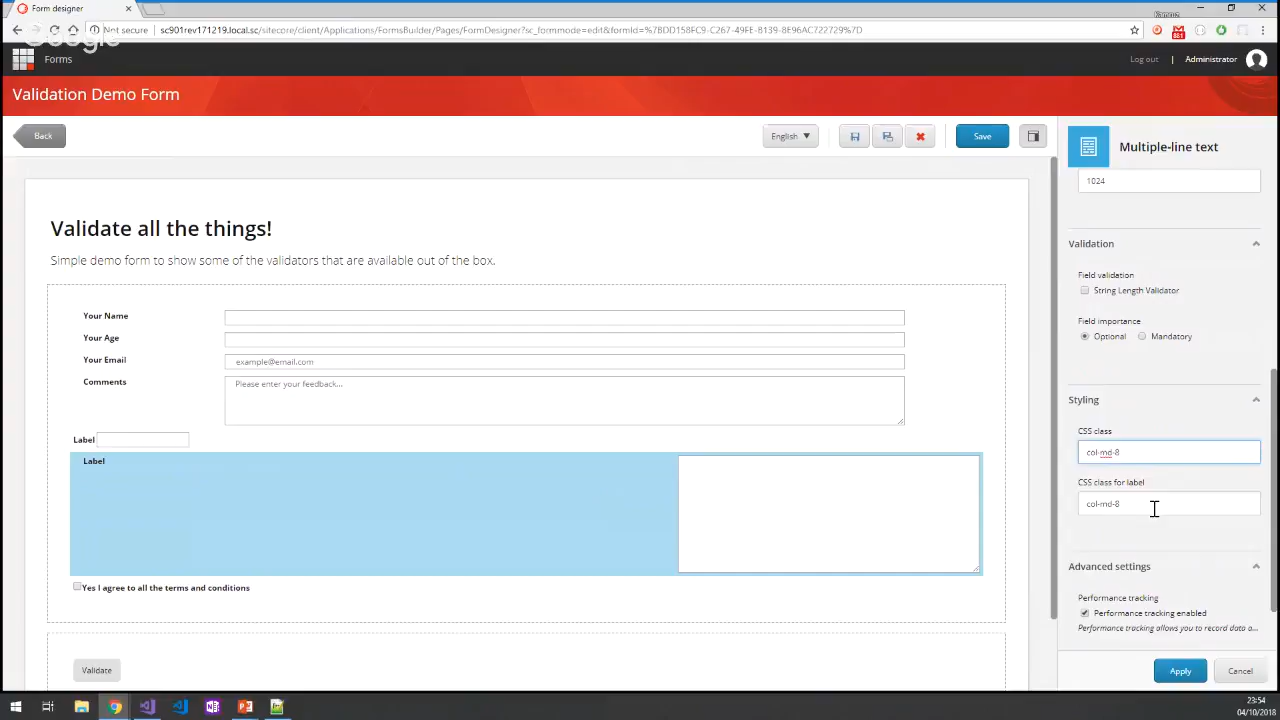 Form designer
Kamruz
Not secure
sc901rev171219.local.sc/sitecore/client/Applications/FormsBuilder/Pages/FormDesigner?sc_formmode=edit&formId=%7BDD158FC9-C267-49FE-8139-8E96AC722729%7D
881
Google
Forms
Log out | Administrator
Validation Demo Form
Back
English
Save
Multiple-line text
1024
Validate all the things!
Simple demo form to show some of the validators that are available out of the box.
Validation
Field validation
String Length Validator
Field importance
Optional
Mandatory
Your Name
Your Age
Your Email
example@email.com
Comments
Please enter your feedback...
Label
Label
Yes I agree to all the terms and conditions
Validate
Styling
CSS class
col-md-8
CSS class for label
col-md-8
Advanced settings
Performance tracking
Performance tracking enabled
Performance tracking allows you to record data a...
Apply
Cancel
23:54
04/10/2018